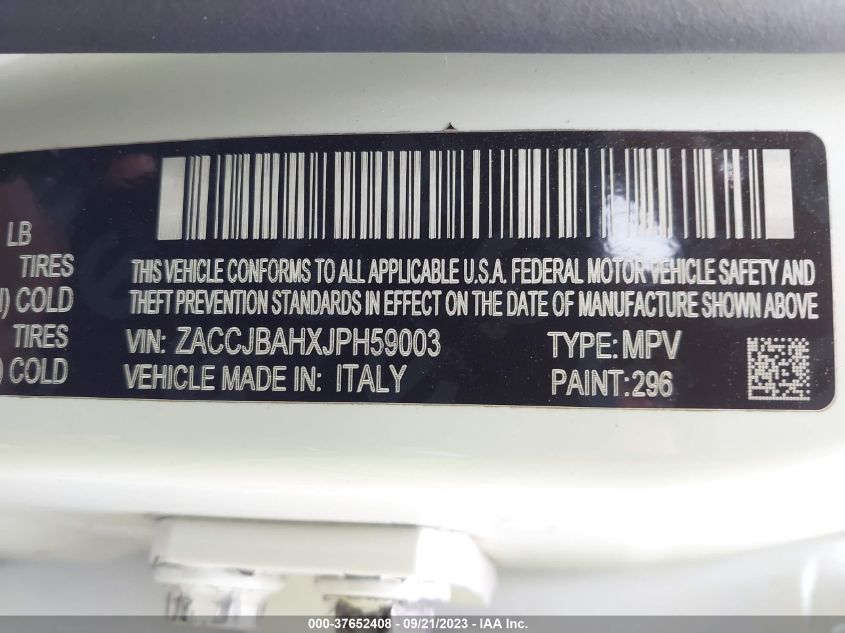 LB
TIRES
) COLD
TIRES
) COLD
THIS VEHICLE CONFORMS TO ALL APPLICABLE U.S.A. FEDERAL MOTOR VEHICLE SAFETY AND
THEFT PREVENTION STANDARDS IN EFFECT ON THE DATE OF MANUFACTURE SHOWN ABOVE
VIN: ZACCJBAHXJPH59003 TYPE: MPV
VEHICLE MADE IN: ITALY PAINT:296
000-37652408 - 09/21/2023 - IAA Inc.